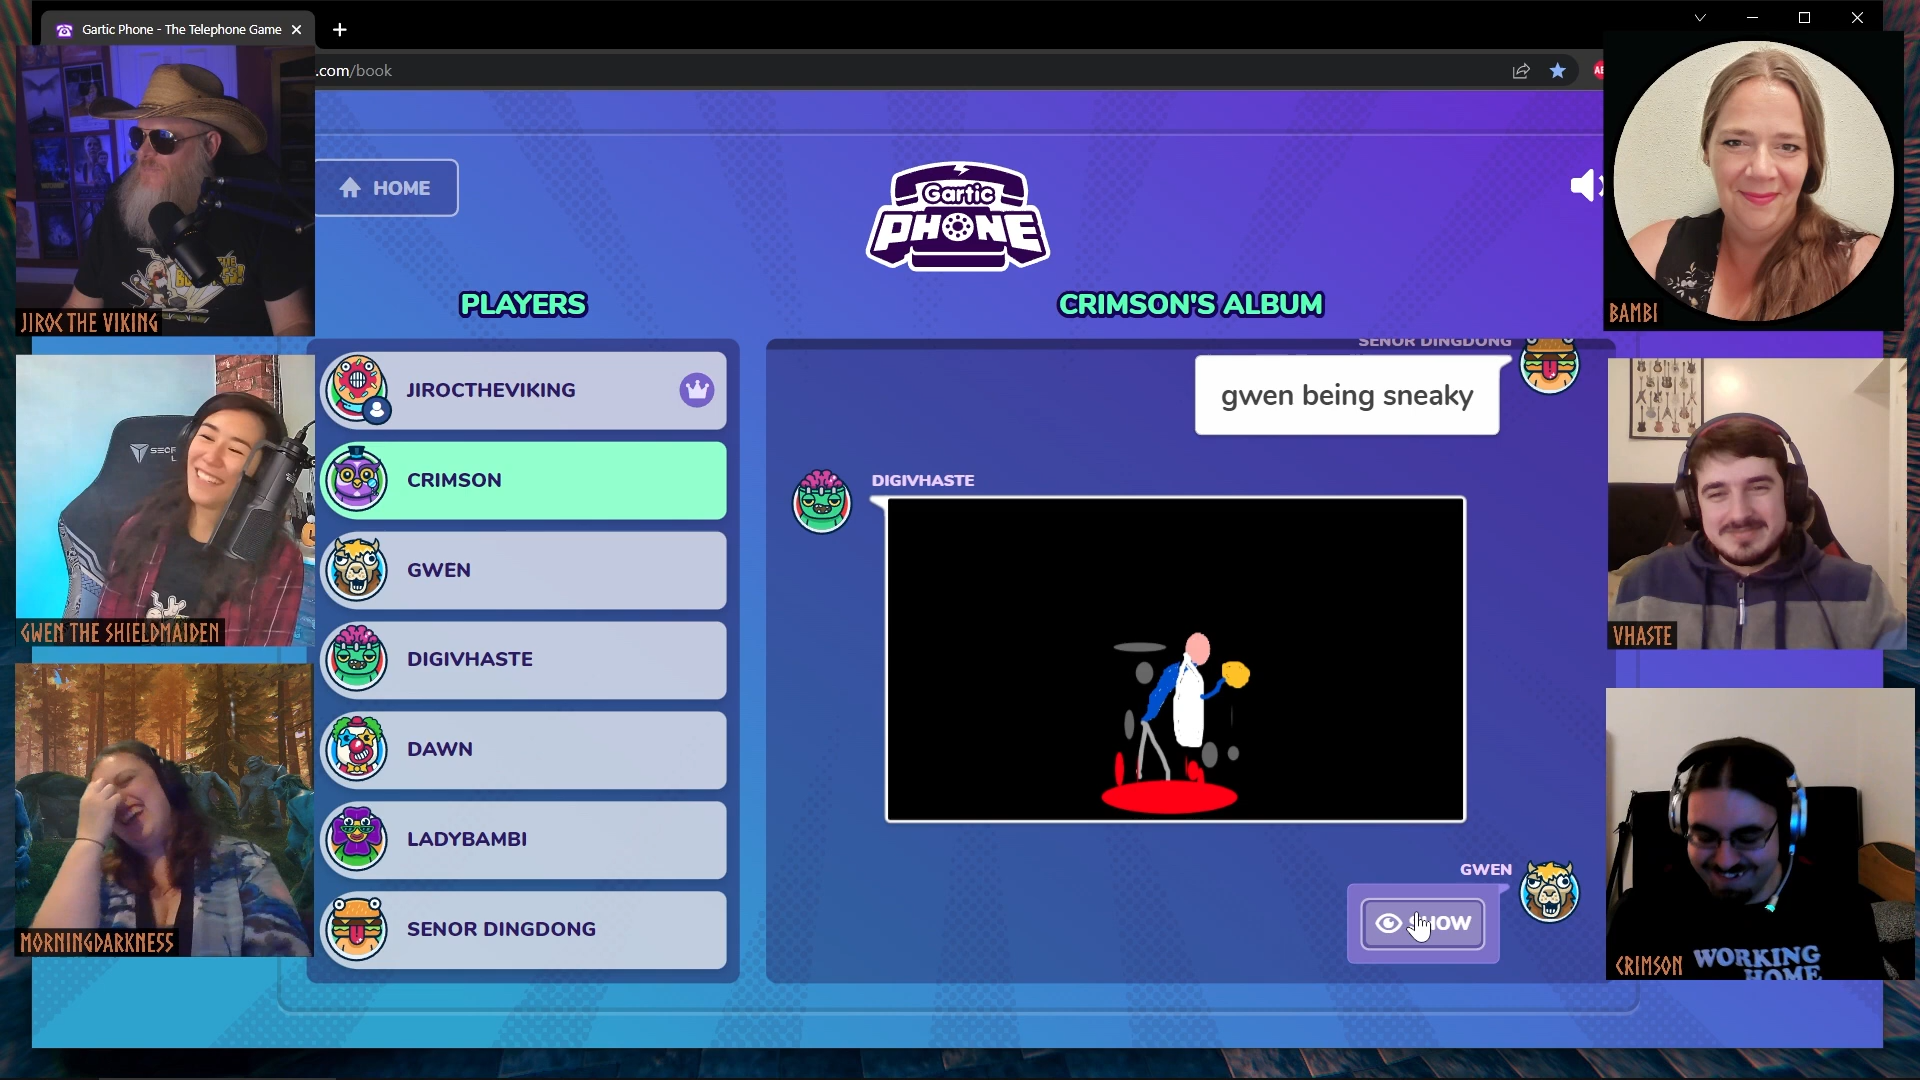 Gartic Phone - The Telephone Game
.com/book
HOME
Gartic
PHONE
PLAYERS
CRIMSON'S ALBUM
JIROCTHEVIKING
CRIMSON
GWEN
DIGIVHASTE
DAWN
LADYBAMBI
SENOR DINGDONG
SENOR DINGDONG
gwen being sneaky
DIGIVHASTE
GWEN
SHOW
JIROC THE VIKING
GWEN THE SHIELDMAIDEN
MORNINGDARKNESS
BAMBI
VHASTE
CRIMSON
WORKING
HOME